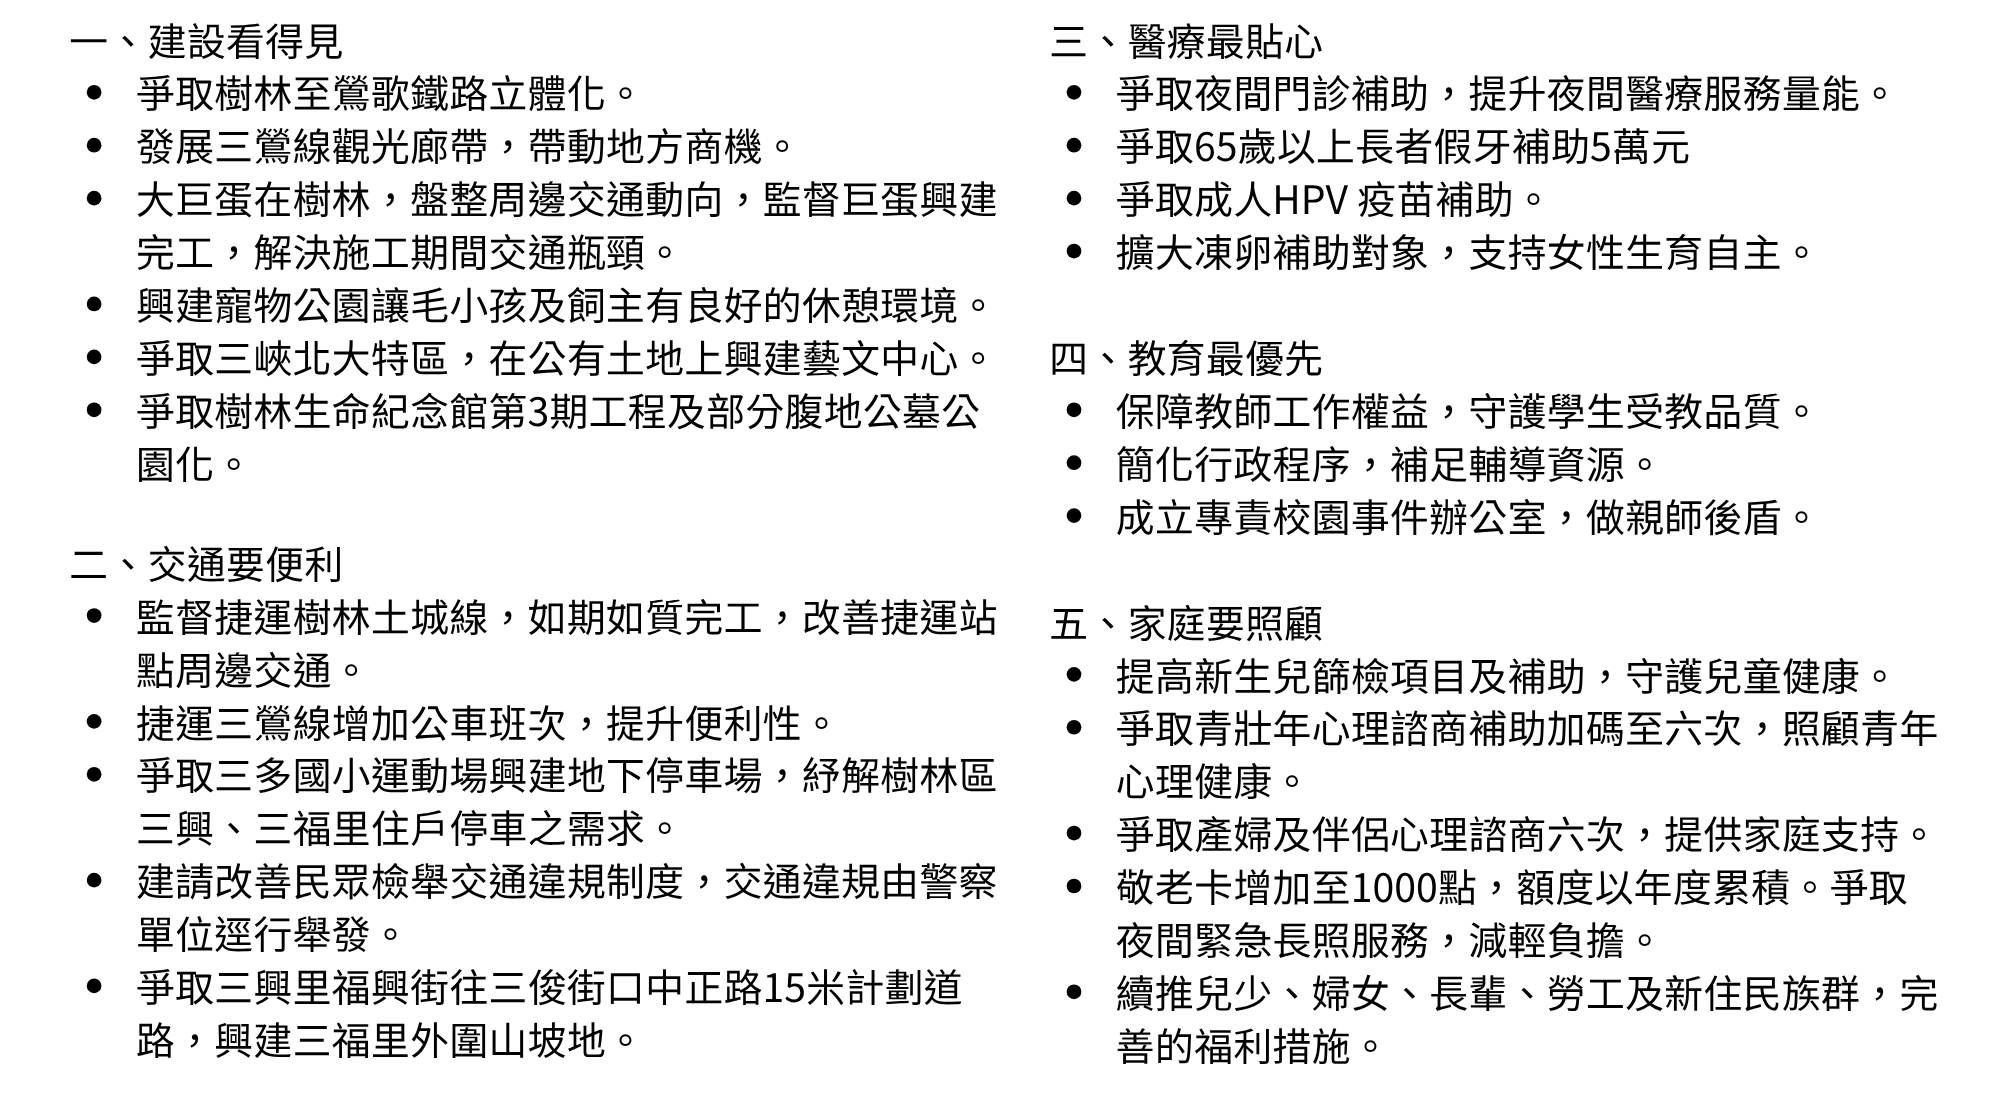 一、建設看得見
• 爭取樹林至鶯歌鐵路立體化。
• 發展三鶯線觀光廊帶，帶動地方商機。
• 大巨蛋在樹林，盤整周邊交通動向，監督巨蛋興建
完工，解決施工期間交通瓶頸。
• 興建寵物公園讓毛小孩及飼主有良好的休憩環境。
• 爭取三峽北大特區，在公有土地上興建藝文中心。
• 爭取樹林生命紀念館第3期工程及部分腹地公墓公
園化。
二、交通要便利
• 監督捷運樹林土城線，如期如質完工，改善捷運站
點周邊交通。
• 捷運三鶯線增加公車班次，提升便利性。
• 爭取三多國小運動場興建地下停車場，紓解樹林區
三興、三福里住戶停車之需求。
• 建請改善民眾檢舉交通違規制度，交通違規由警察
單位逕行舉發。
• 爭取三興里福興街往三俊街口中正路15米計劃道
路，興建三福里外圍山坡地。
三、醫療最貼心
• 爭取夜間門診補助，提升夜間醫療服務量能。
• 爭取65歲以上長者假牙補助5萬元
• 爭取成人HPV 疫苗補助。
• 擴大凍卵補助對象，支持女性生育自主。
四、教育最優先
• 保障教師工作權益，守護學生受教品質。
• 簡化行政程序，補足輔導資源。
• 成立專責校園事件辦公室，做親師後盾。
五、家庭要照顧
• 提高新生兒篩檢項目及補助，守護兒童健康。
• 爭取青壯年心理諮商補助加碼至六次，照顧青年
心理健康。
• 爭取產婦及伴侶心理諮商六次，提供家庭支持。
• 敬老卡增加至1000點，額度以年度累積。爭取
夜間緊急長照服務，減輕負擔。
• 續推兒少、婦女、長輩、勞工及新住民族群，完
善的福利措施。